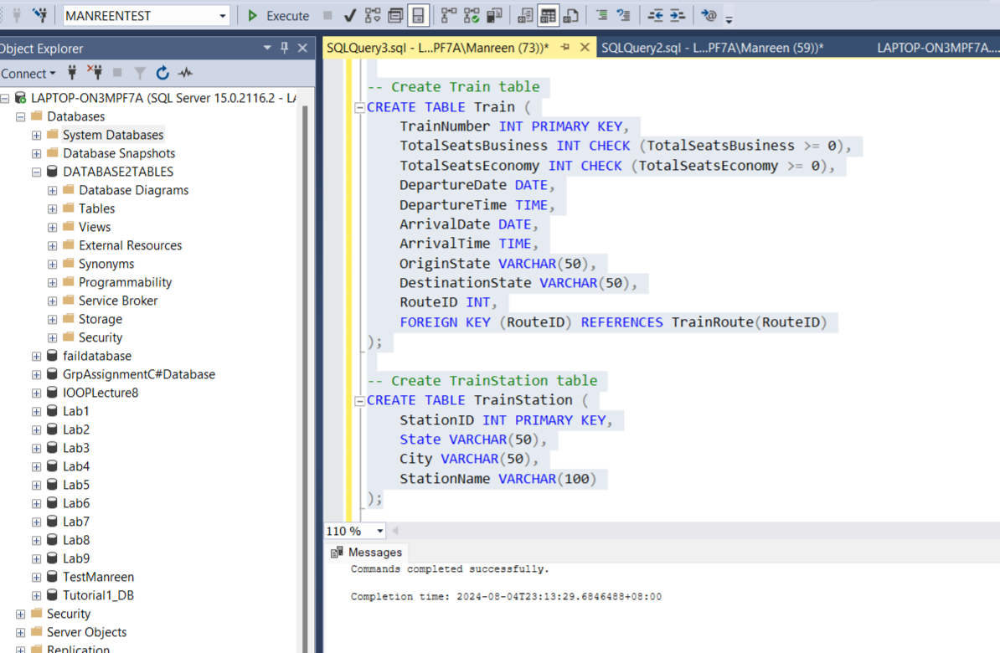 MANREENTEST
Execute
Object Explorer
SQLQuery3.sql - L...PF7A\Manreen (73))*
SQLQuery2.sql - L...PF7A\Manreen (59))*
LAPTOP-ON3MPF7A...
Connect
LAPTOP-ON3MPF7A (SQL Server 15.0.2116.2 - LA
Databases
System Databases
Database Snapshots
DATABASE2TABLES
Database Diagrams
Tables
Views
External Resources
Synonyms
Programmability
Service Broker
Storage
Security
faildatabase
GrpAssignmentC#Database
IOOPLecture8
Lab1
Lab2
Lab3
Lab4
Lab5
Lab6
Lab7
Lab8
Lab9
TestManreen
Tutorial1_DB
Security
Server Objects
Replication
-- Create Train table
CREATE TABLE Train (
TrainNumber INT PRIMARY KEY,
TotalSeatsBusiness INT CHECK (TotalSeatsBusiness >= 0),
TotalSeatsEconomy INT CHECK (TotalSeatsEconomy >= 0),
DepartureDate DATE,
DepartureTime TIME,
ArrivalDate DATE,
ArrivalTime TIME,
OriginState VARCHAR(50),
DestinationState VARCHAR(50),
RouteID INT,
FOREIGN KEY (RouteID) REFERENCES TrainRoute(RouteID)
);
-- Create TrainStation table
CREATE TABLE TrainStation (
StationID INT PRIMARY KEY,
State VARCHAR(50),
City VARCHAR(50),
StationName VARCHAR(100)
);
110 %
Messages
Commands completed successfully.
Completion time: 2024-08-04T23:13:29.6846488+08:00